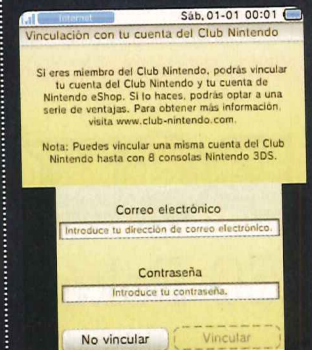 Internet
Sáb,01-01 00:01
Vinculación con tu cuenta del Club Nintendo
Si eres miembro del Club Nintendo, podrás vincular
tu cuenta del Club Nintendo y tu cuenta de
Nintendo eShop. Si lo haces, podrás optar a una
serie de ventajas. Para obtener más información,
visita www.club-nintendo.com.
Nota: Puedes vincular una misma cuenta del Club
Nintendo hasta con 8 consolas Nintendo 3DS.
Correo electrónico
Introduce tu dirección de correo electrónico.
Contraseña
Introduce tu contraseña.
No vincular
Vincular